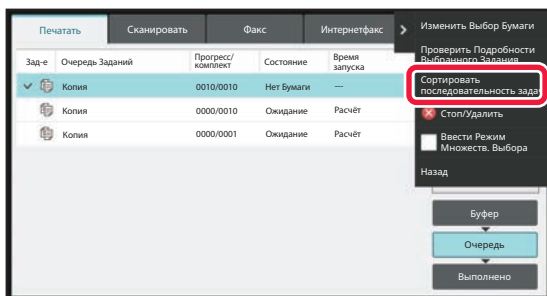 Печатать
Сканировать
Факс
Интернетфакс
Изменить Выбор Бумаги
Проверить Подробности
Выбранного Задания
Сортировать
последовательность зада
Стоп/Удалить
Ввести Режим
Множеств. Выбора
Назад
Зад-е Очередь Заданий Прогресс/ комплект Состояние Время запуска
Копия 0010/0010 Нет Бумаги ---
Копия 0000/0010 Ожидание Расчёт
Копия 0000/0001 Ожидание Расчёт
Буфер
Очередь
Выполнено